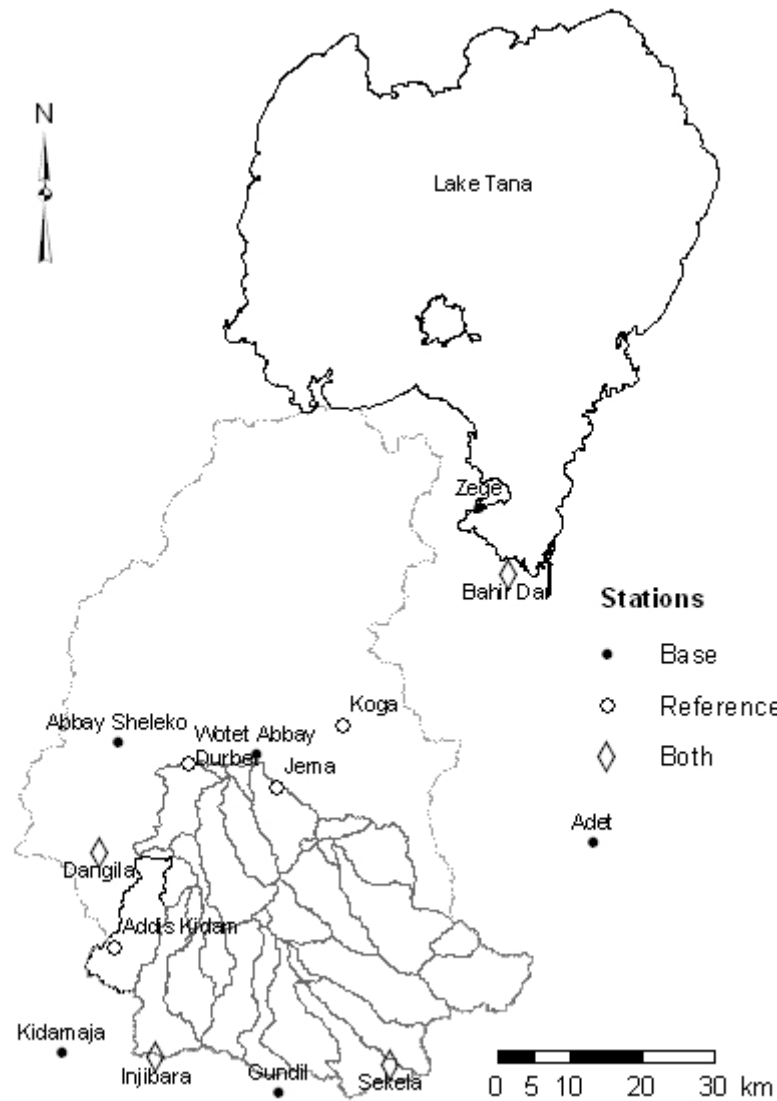 N
Lake Tana
Zege
Bahir Dar
Stations
Base
Reference
Both
Koga
Abbay Sheleko
Wotet Abbay
Durbet
Jema
Adet
Dangila
Addis Kidam
Kidamaja
Injibara
Gundil
Sekela
0 5 10 20 30 km